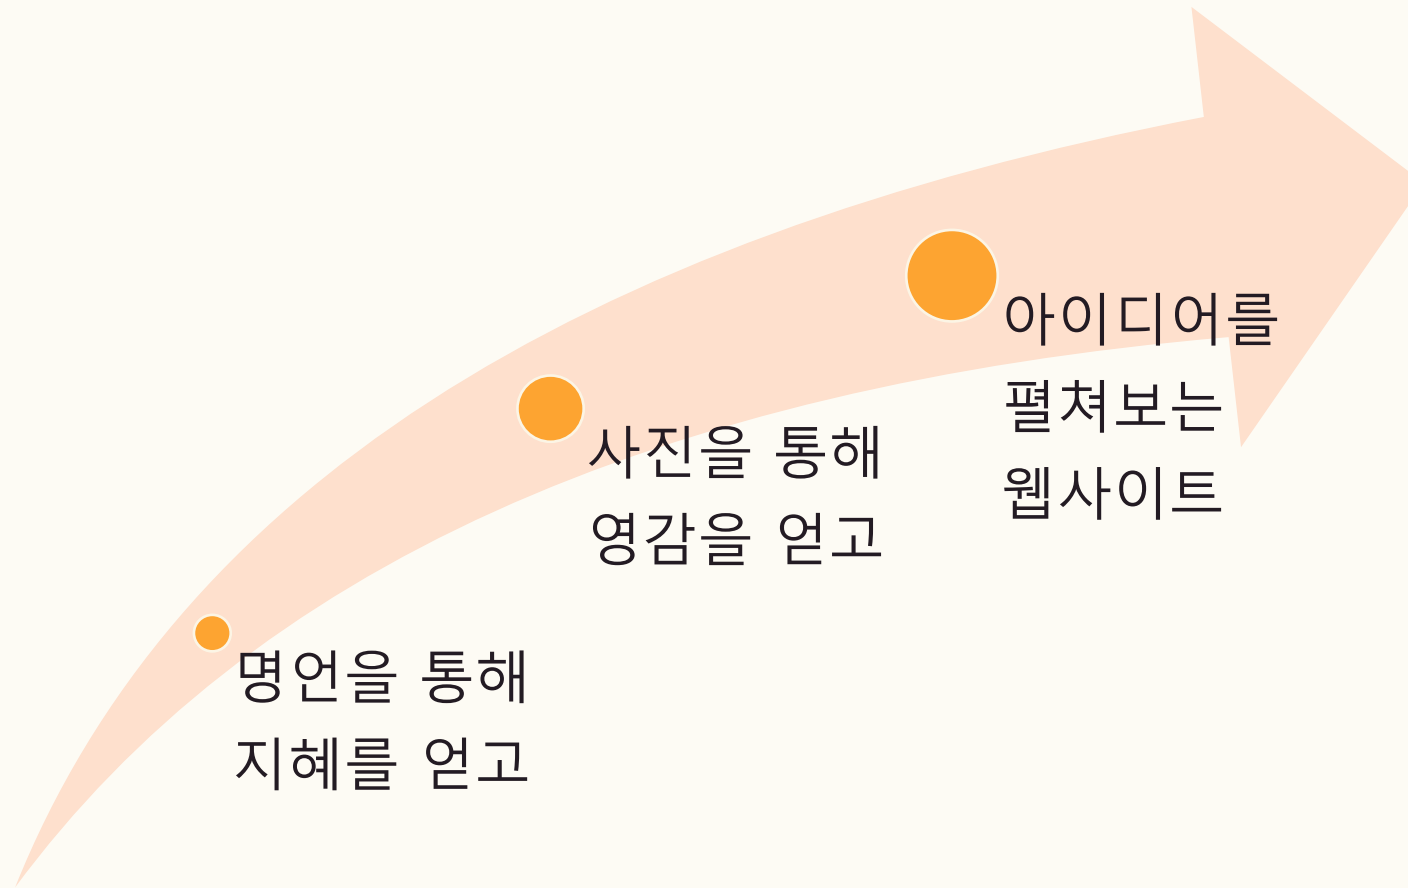 명언을 통해
지혜를 얻고
사진을 통해
영감을 얻고
아이디어를
펼쳐보는
웹사이트